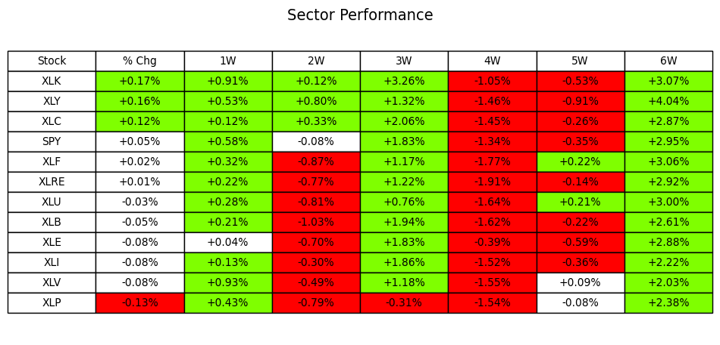 Sector Performance
Stock % Chg 1W 2W 3W 4W 5W 6W
XLK +0.17% +0.91% +0.12% +3.26% -1.05% -0.53% +3.07%
XLY +0.16% +0.53% +0.80% +1.32% -1.46% -0.91% +4.04%
XLC +0.12% +0.12% +0.33% +2.06% -1.45% -0.26% +2.87%
SPY +0.05% +0.58% -0.08% +1.83% -1.34% -0.35% +2.95%
XLF +0.02% +0.32% -0.87% +1.17% -1.77% +0.22% +3.06%
XLRE +0.01% +0.22% -0.77% +1.22% -1.91% -0.14% +2.92%
XLU -0.03% +0.28% -0.81% +0.76% -1.64% +0.21% +3.00%
XLB -0.05% +0.21% -1.03% +1.94% -1.62% -0.22% +2.61%
XLE -0.08% +0.04% -0.70% +1.83% -0.39% -0.59% +2.88%
XLI -0.08% +0.13% -0.30% +1.86% -1.52% -0.36% +2.22%
XLV -0.08% +0.93% -0.49% +1.18% -1.55% +0.09% +2.03%
XLP -0.13% +0.43% -0.79% -0.31% -1.54% -0.08% +2.38%